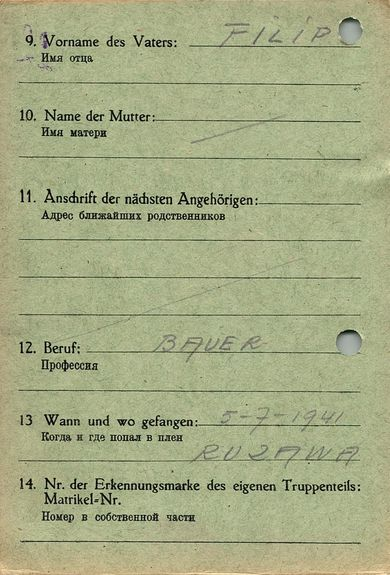 9. Vorname des Vaters: FILIP
Имя отца
10. Name der Mutter:
Имя матери
11. Anschrift der nächsten Angehörigen:
Адрес ближайших родственников
12. Beruf: BAUER
Профессия
13 Wann und wo gefangen: 5-7-1941
Когда и где попал в плен
RUZAWA
14. Nr. der Erkennungsmarke des eigenen Truppenteils:
Matrikel=Nr.
Номер в собственной части